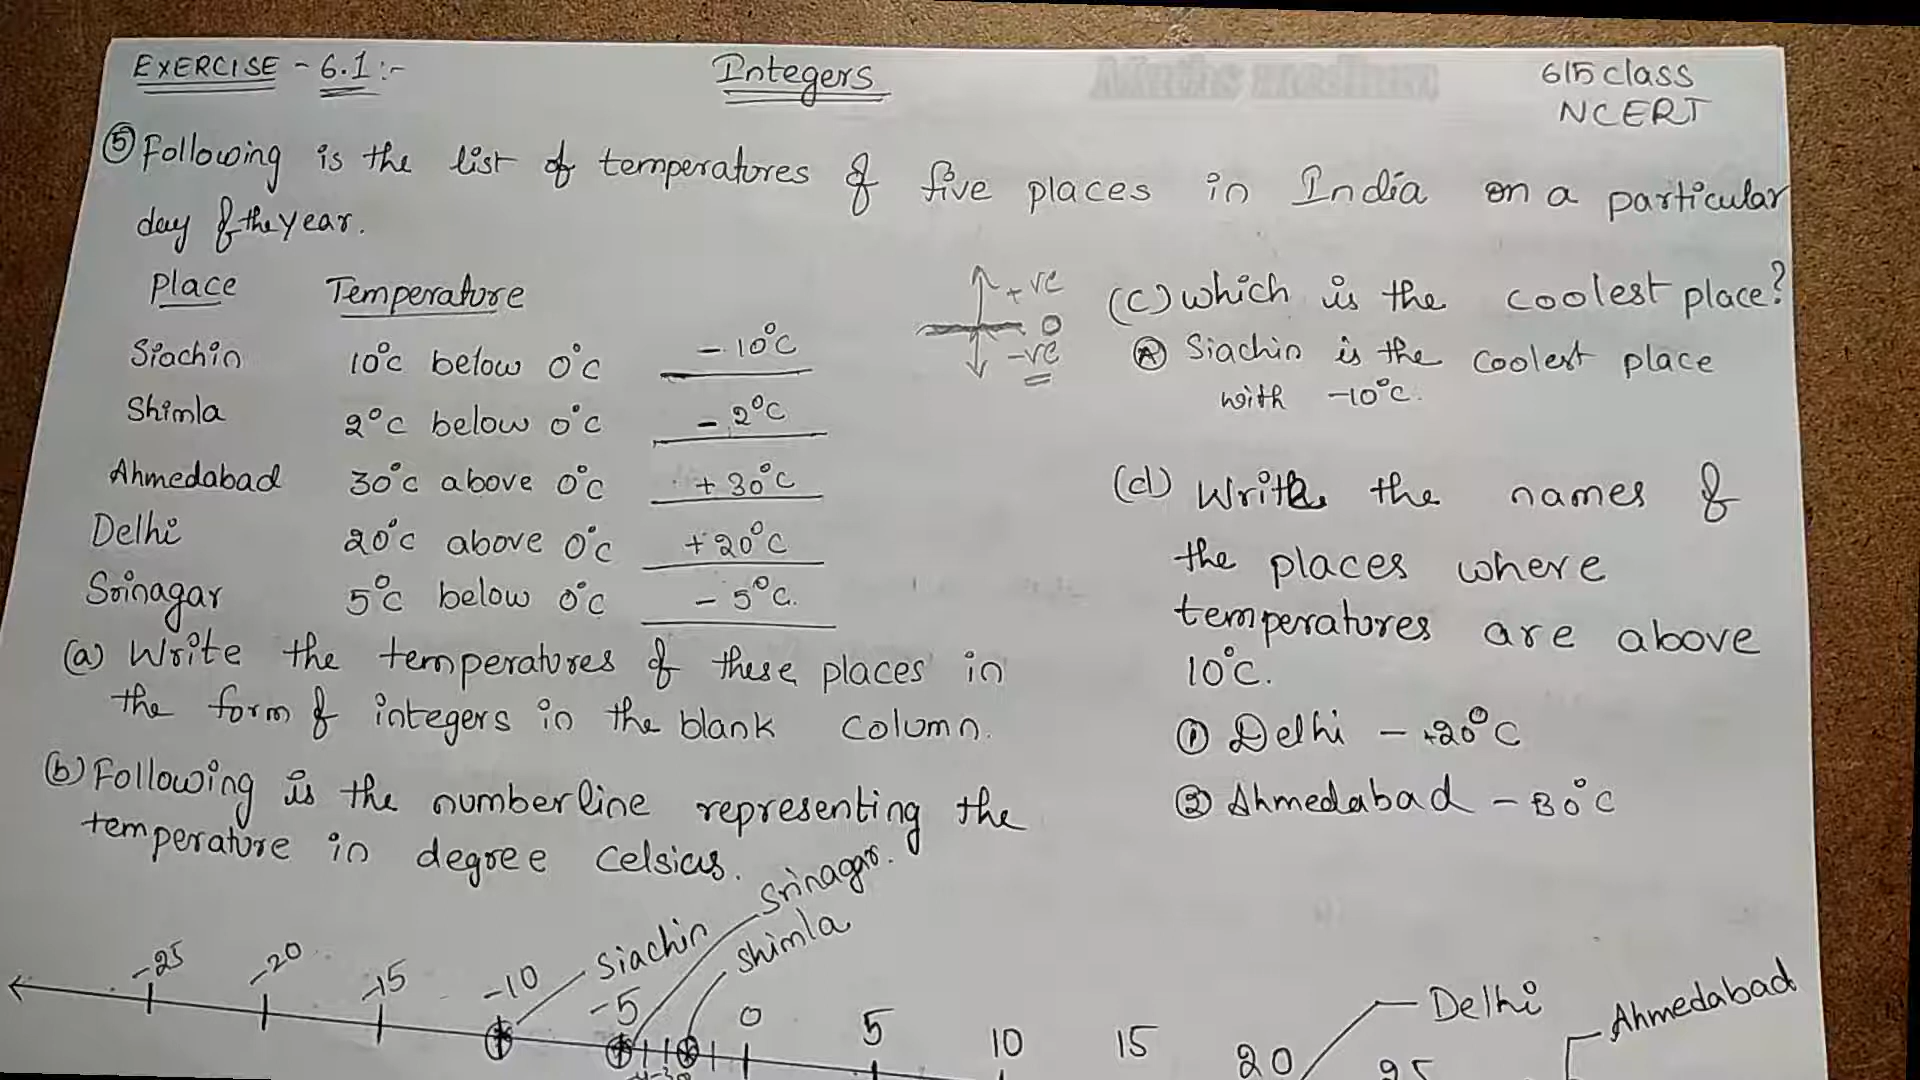 EXERCISE - 6.1:-
Integers
Maths medium
6th class
NCERT
⑤ Following is the list of temperatures of five places in India on a particular
day of the year.
Place Temperature
Siachin 10°C below 0°C - 10°C
Shimla 2°C below 0°C - 2°C
Ahmedabad 30°C above 0°C + 30°C
Delhi 20°C above 0°C + 20°C
Srinagar 5°C below 0°C - 5°C.
(a) Write the temperatures of these places in
the form of integers in the blank column.
(b) Following is the numberline representing the
temperature in degree Celsius.
+ve
0
-ve
(c) which is the coolest place?
Ⓐ Siachin is the coolest place
with -10°C.
(d) Write the names of
the places where
temperatures are above
10°C.
① Delhi - +20°C
② Ahmedabad - 30°C
Siachin Srinagar. Shimla Delhi Ahmedabad
-25 -20 -15 -10 -5 0 5 10 15 20 25